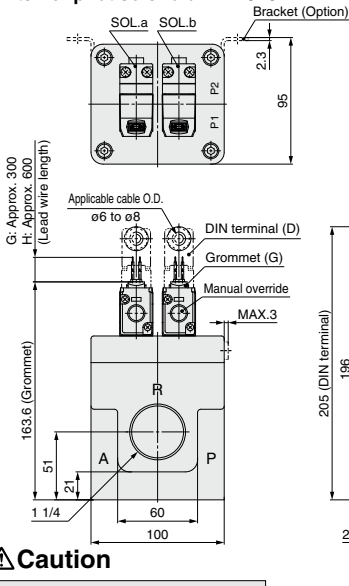 Bracket (Option)
SOL.a
SOL.b
2.3
95
P2
P1
G: Approx. 300
H: Approx. 600
(Lead wire length)
Applicable cable O.D.
ø6 to ø8
DIN terminal (D)
Grommet (G)
Manual override
MAX.3
163.6 (Grommet)
205 (DIN terminal)
196
R
A
P
51
21
1 1/4
60
100
2
Caution